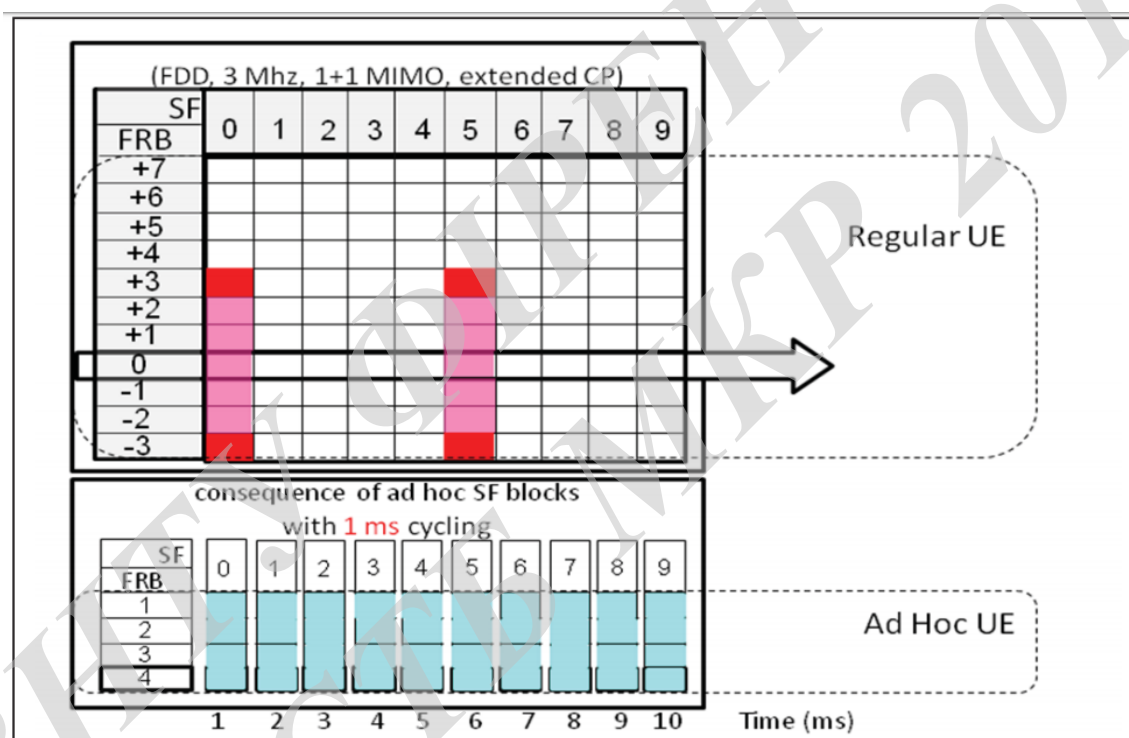 (FDD, 3 Mhz, 1+1 MIMO, extended CP)
SF 0 1 2 3 4 5 6 7 8 9
FRB
+7
+6
+5
+4
+3
+2
+1
0
-1
-2
-3
Regular UE
consequence of ad hoc SF blocks
with 1 ms cycling
SF 0 1 2 3 4 5 6 7 8 9
FRB
1
2
3
4
Ad Hoc UE
1 2 3 4 5 6 7 8 9 10 Time (ms)